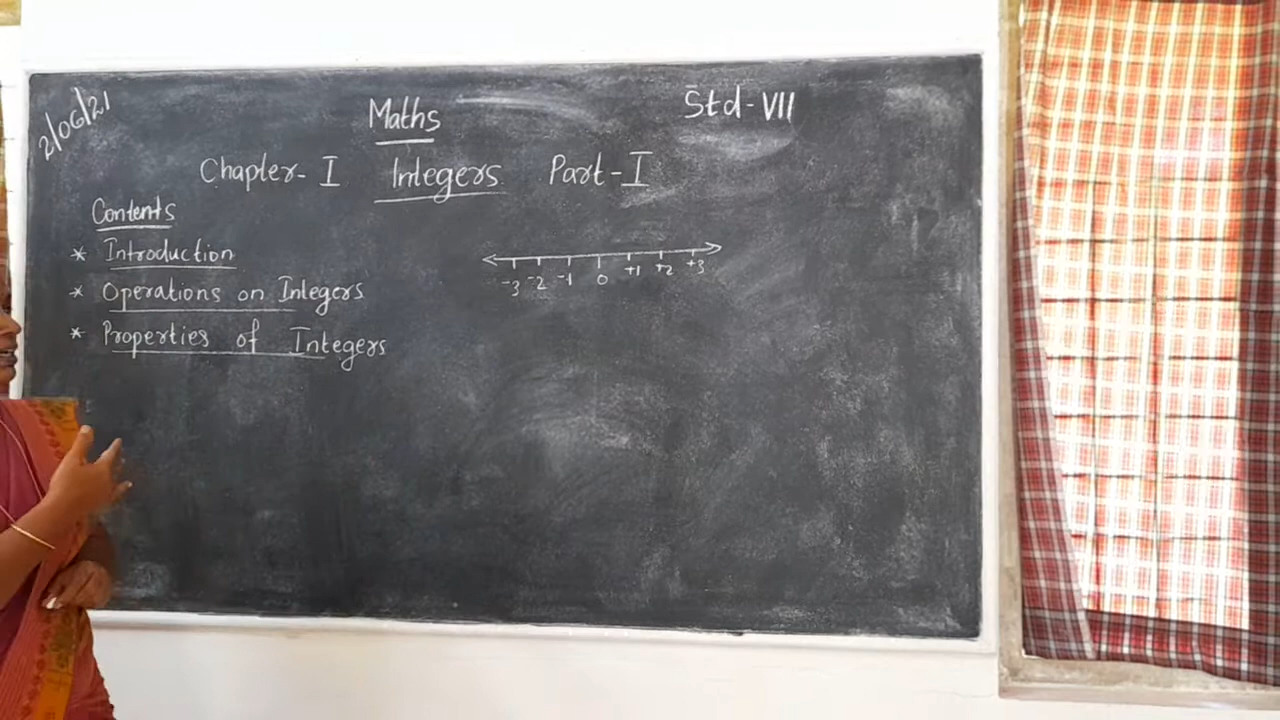 2/06/21
Maths
Std-VII
Chapter-I Integers Part-I
Contents
* Introduction
* Operations on Integers
* Properties of Integers
-3 -2 -1 0 +1 +2 +3